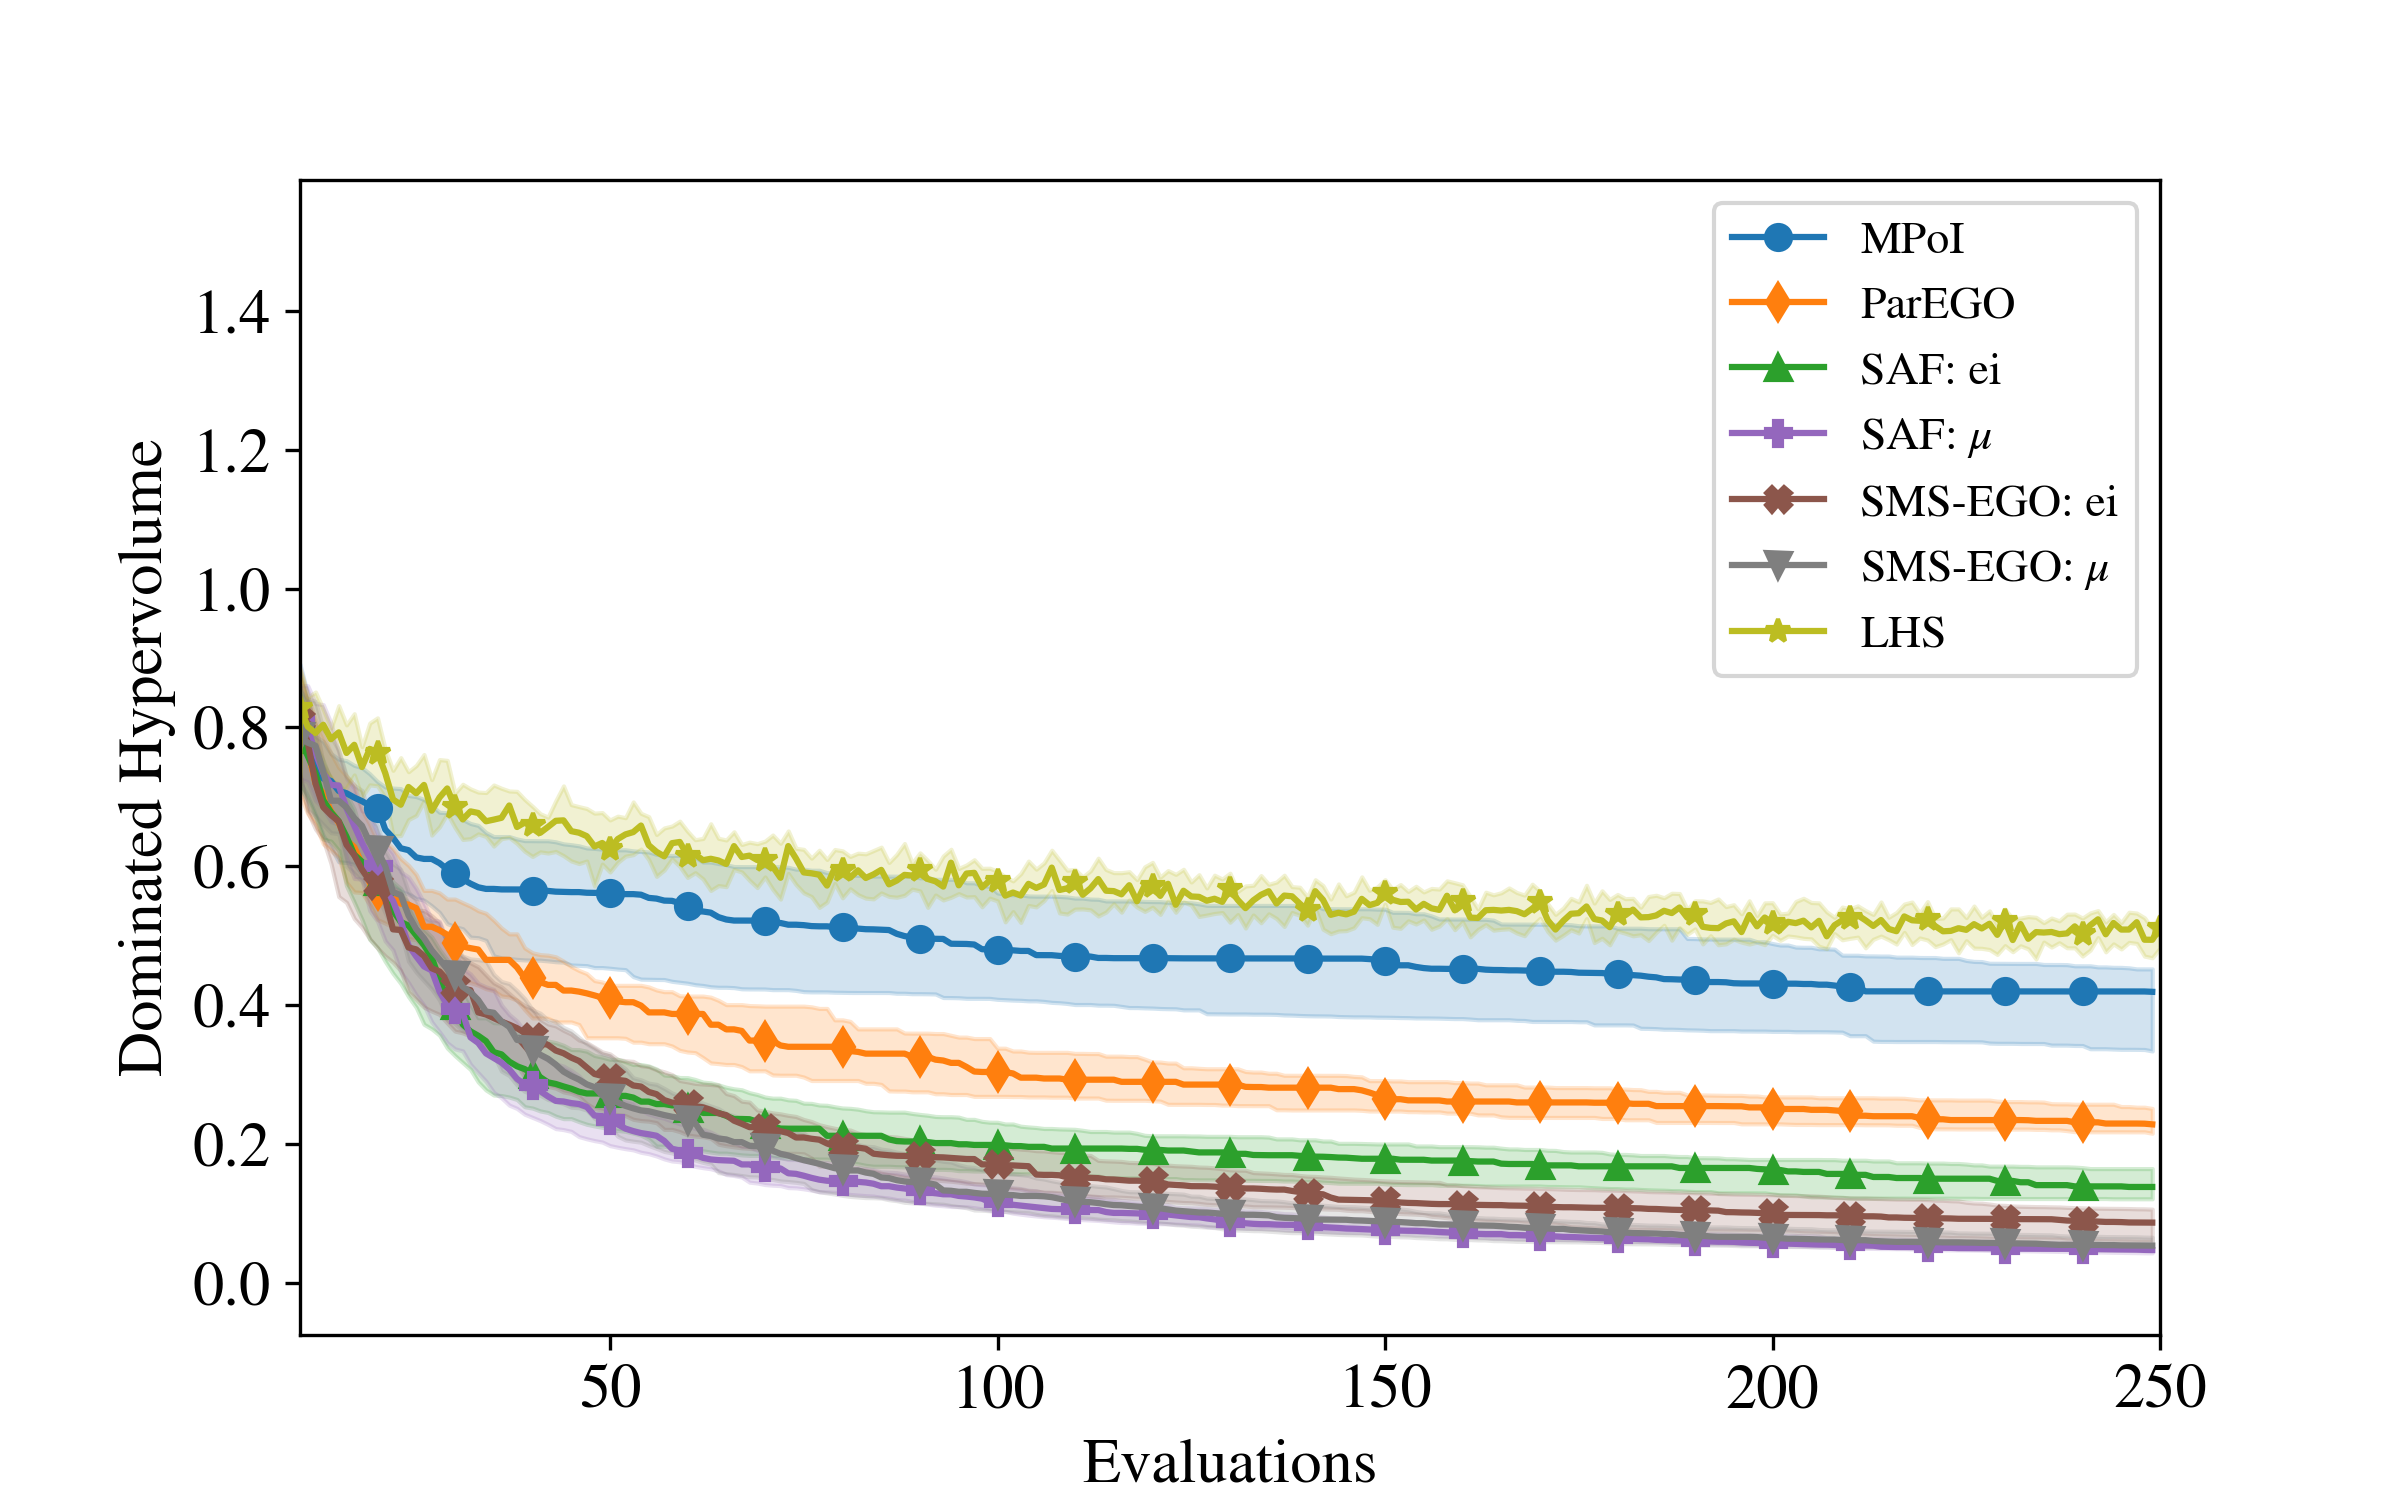 MPoI
ParEGO
SAF: ei
SAF: μ
SMS-EGO: ei
SMS-EGO: μ
LHS
Dominated Hypervolume
1.4
1.2
1.0
0.8
0.6
0.4
0.2
0.0
50 100 150 200 250
Evaluations